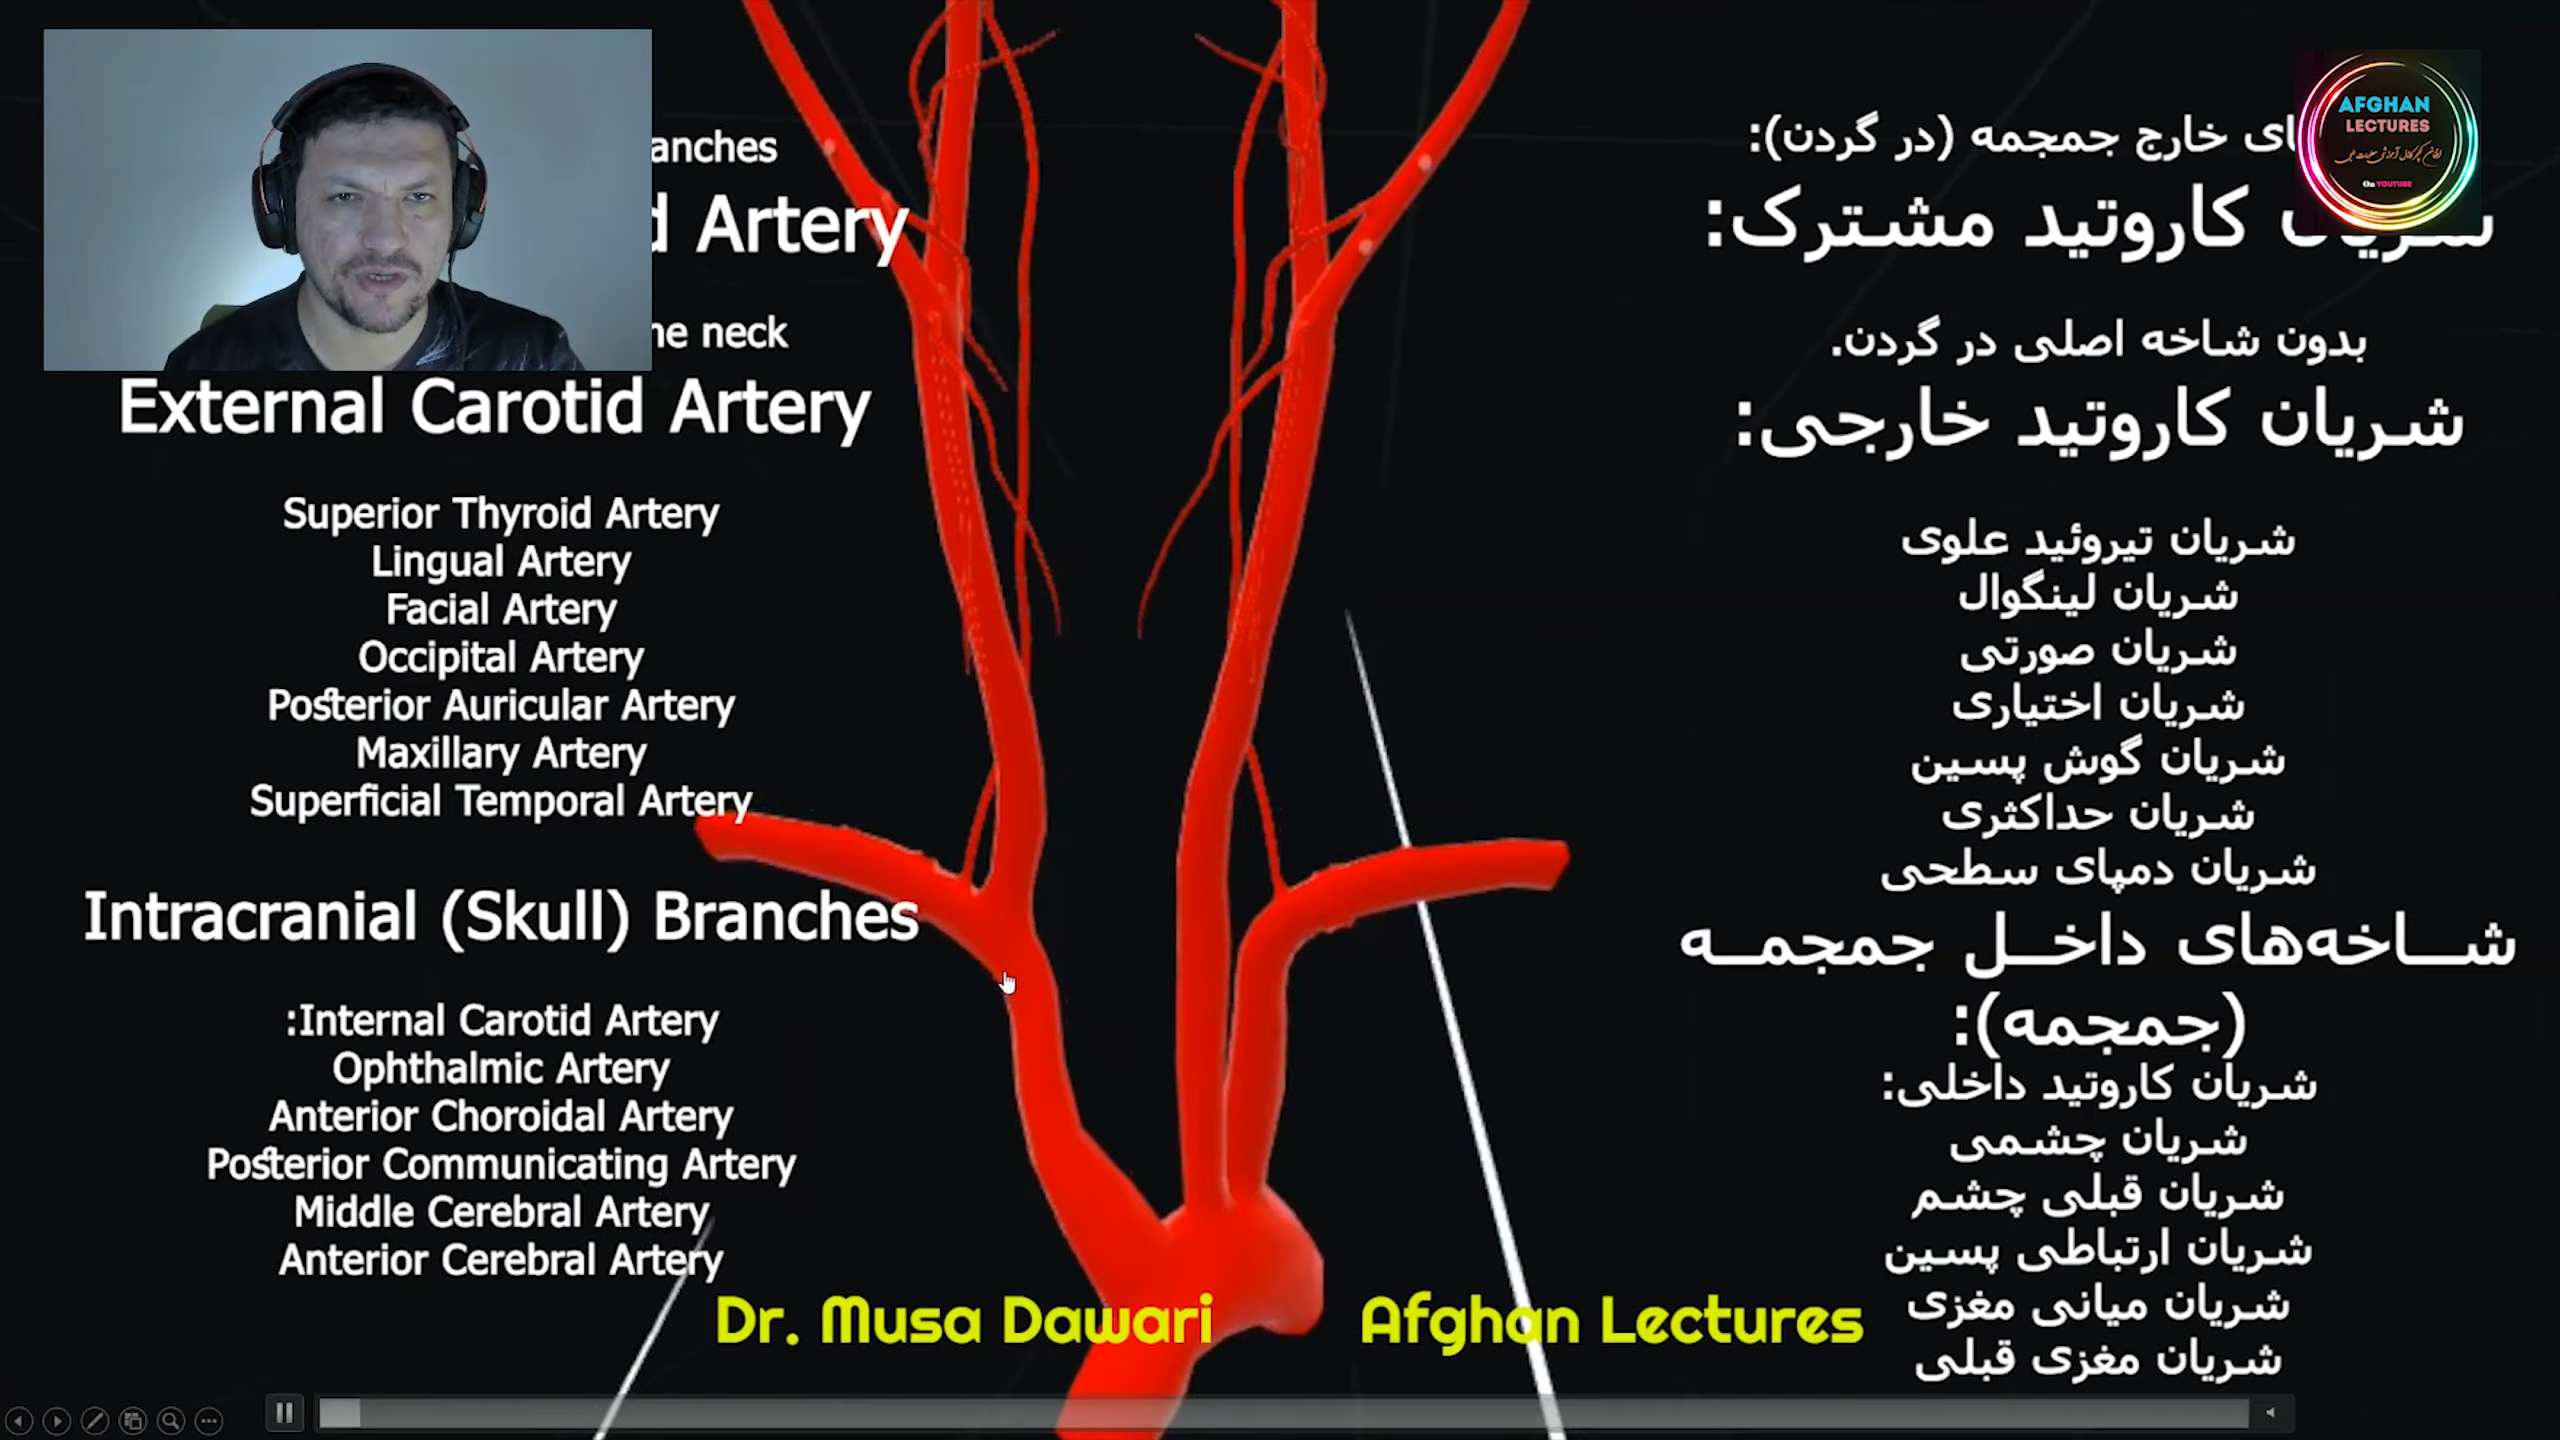 anches
d Artery
he neck
External Carotid Artery
Superior Thyroid Artery
Lingual Artery
Facial Artery
Occipital Artery
Posterior Auricular Artery
Maxillary Artery
Superficial Temporal Artery
Intracranial (Skull) Branches
:Internal Carotid Artery
Ophthalmic Artery
Anterior Choroidal Artery
Posterior Communicating Artery
Middle Cerebral Artery
Anterior Cerebral Artery
AFGHAN
LECTURES
On YOUTUBE
های خارج جمجمه (در گردن):
شریان کاروتید مشترک:
بدون شاخه اصلی در گردن.
شریان کاروتید خارجی:
شریان تیروئید علوی
شریان لینگوال
شریان صورتی
شریان اختیاری
شریان گوش پسین
شریان حداکثری
شریان دمپای سطحی
شاخه‌های داخل جمجمه
(جمجمه):
شریان کاروتید داخلی:
شریان چشمی
شریان قبلی چشم
شریان ارتباطی پسین
شریان میانی مغزی
شریان مغزی قبلی
Dr. Musa Dawari
Afghan Lectures